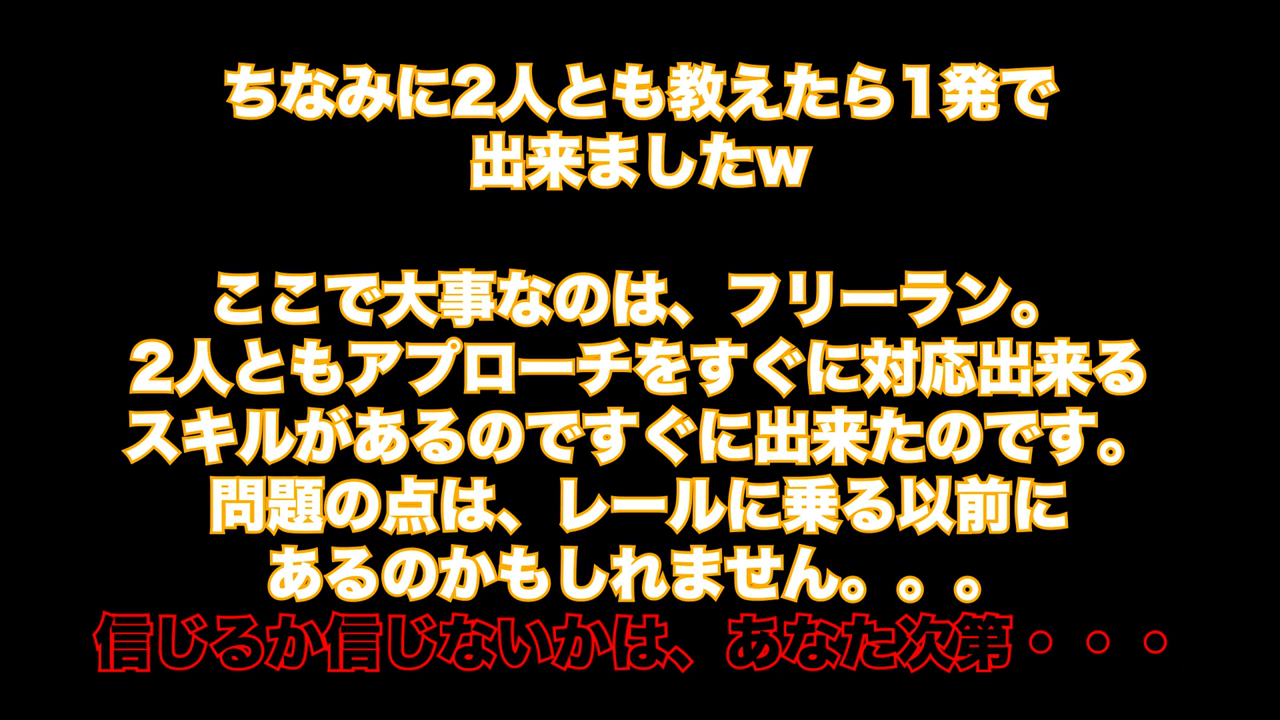 ちなみに2人とも教えたら1発で
出来ましたw
ここで大事なのは、フリーラン。
2人ともアプローチをすぐに対応出来る
スキルがあるのですぐに出来たのです。
問題の点は、レールに乗る以前に
あるのかもしれません。。。
信じるか信じないかは、あなた次第・・・